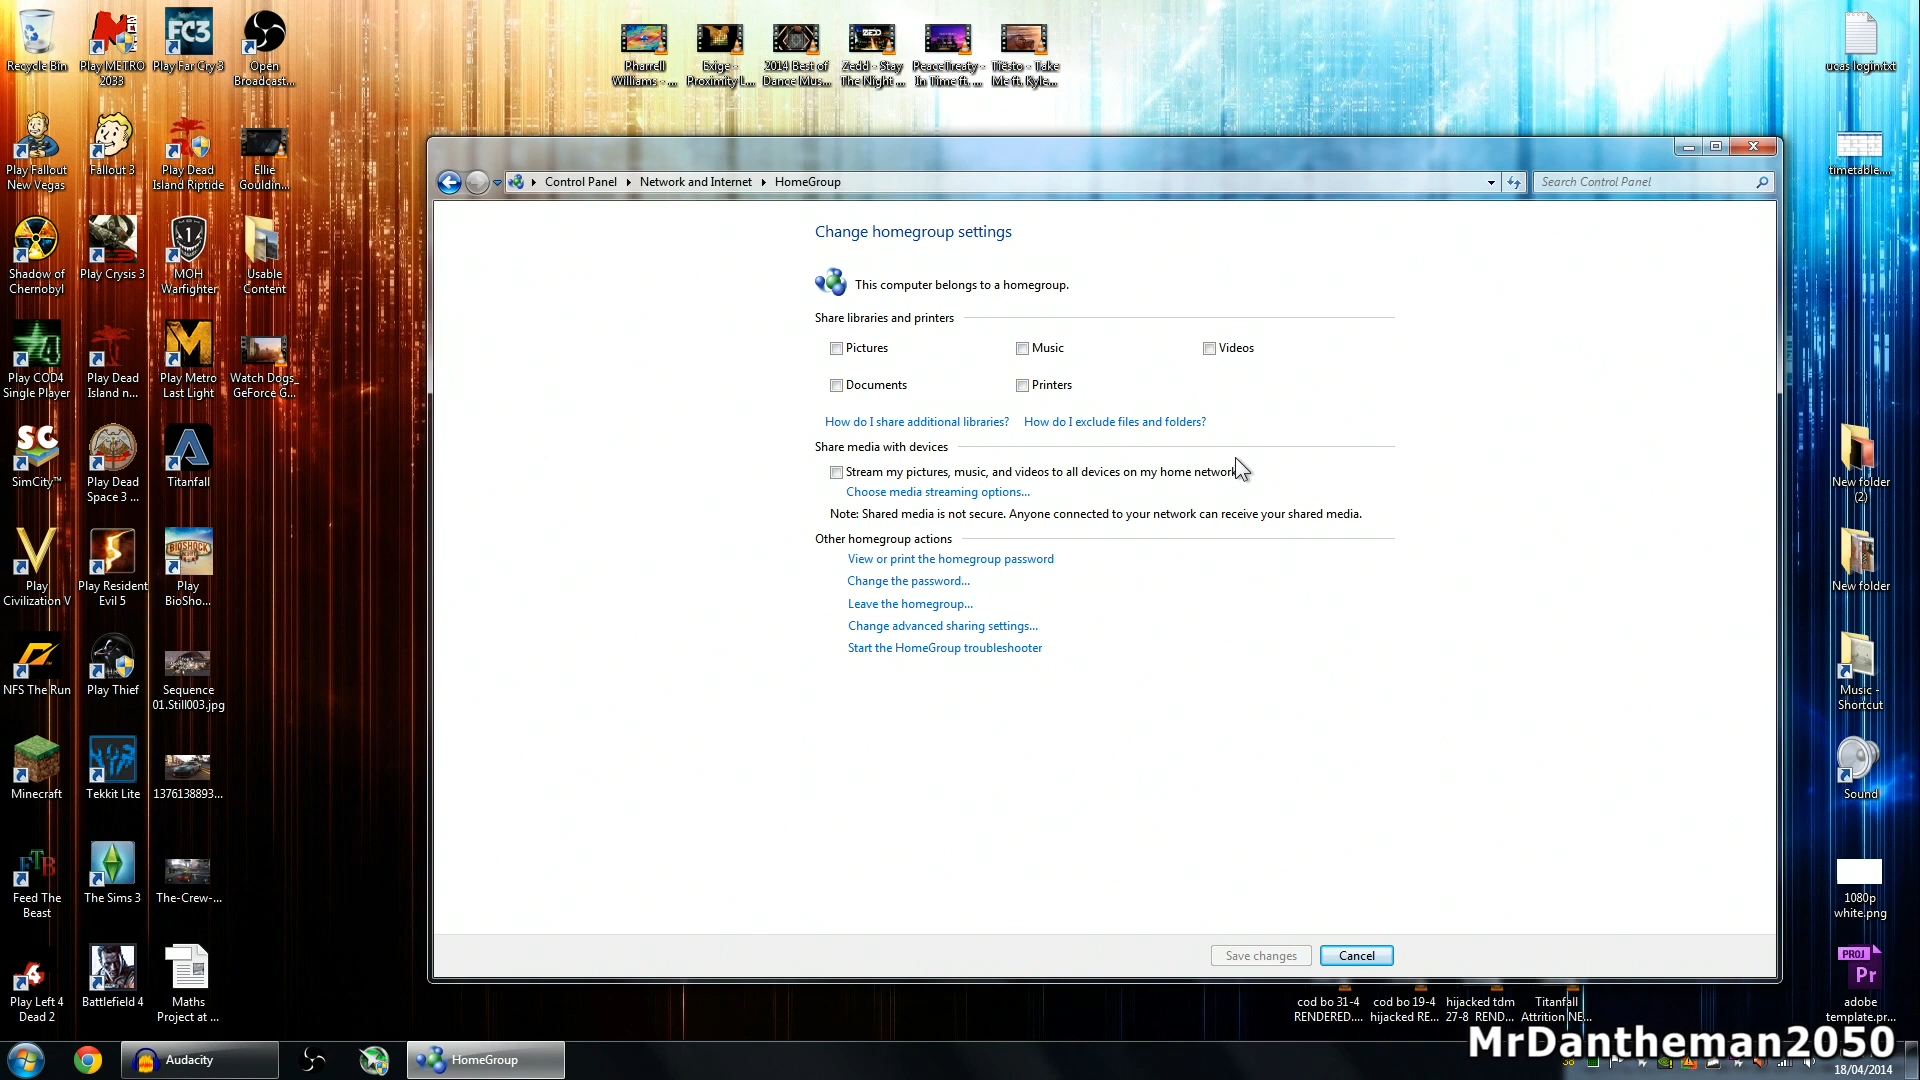 Recycle Bin
Play METRO
2033
Play Far Cry 3
Open
Broadcast...
Pharrell
Williams - ...
Exige -
Proximity L...
2014 Best of
Dance Mus...
Zedd - Stay
The Night ...
PeaceTreaty -
In Time ft. ...
Tiësto - Take
Me ft. Kyle...
ucas login.txt
Play Fallout
New Vegas
Fallout 3
Play Dead
Island Riptide
Ellie
Gouldin...
timetable....
Shadow of
Chernobyl
Play Crysis 3
MOH
Warfighter
Usable
Content
Play COD4
Single Player
Play Dead
Island n...
Play Metro
Last Light
Watch Dogs_
GeForce G...
SimCity™
Play Dead
Space 3 ...
Titanfall
New folder
(2)
Play
Civilization V
Play Resident
Evil 5
Play
BioSho...
New folder
NFS The Run
Play Thief
Sequence
01.Still003.jpg
Music -
Shortcut
Minecraft
Tekkit Lite
1376138893...
Sound
Feed The
Beast
The Sims 3
The-Crew-...
1080p
white.png
Play Left 4
Dead 2
Battlefield 4
Maths
Project at ...
adobe
template.pr...
Control Panel
Network and Internet
HomeGroup
Search Control Panel
Change homegroup settings
This computer belongs to a homegroup.
Share libraries and printers
Pictures
Music
Videos
Documents
Printers
How do I share additional libraries?
How do I exclude files and folders?
Share media with devices
Stream my pictures, music, and videos to all devices on my home network
Choose media streaming options...
Note: Shared media is not secure. Anyone connected to your network can receive your shared media.
Other homegroup actions
View or print the homegroup password
Change the password...
Leave the homegroup...
Change advanced sharing settings...
Start the HomeGroup troubleshooter
Save changes
Cancel
cod bo 31-4
RENDERED....
cod bo 19-4
hijacked RE...
hijacked tdm
27-8 REND...
Titanfall
Attrition NE...
MrDantheman2050
Audacity
HomeGroup
18/04/2014